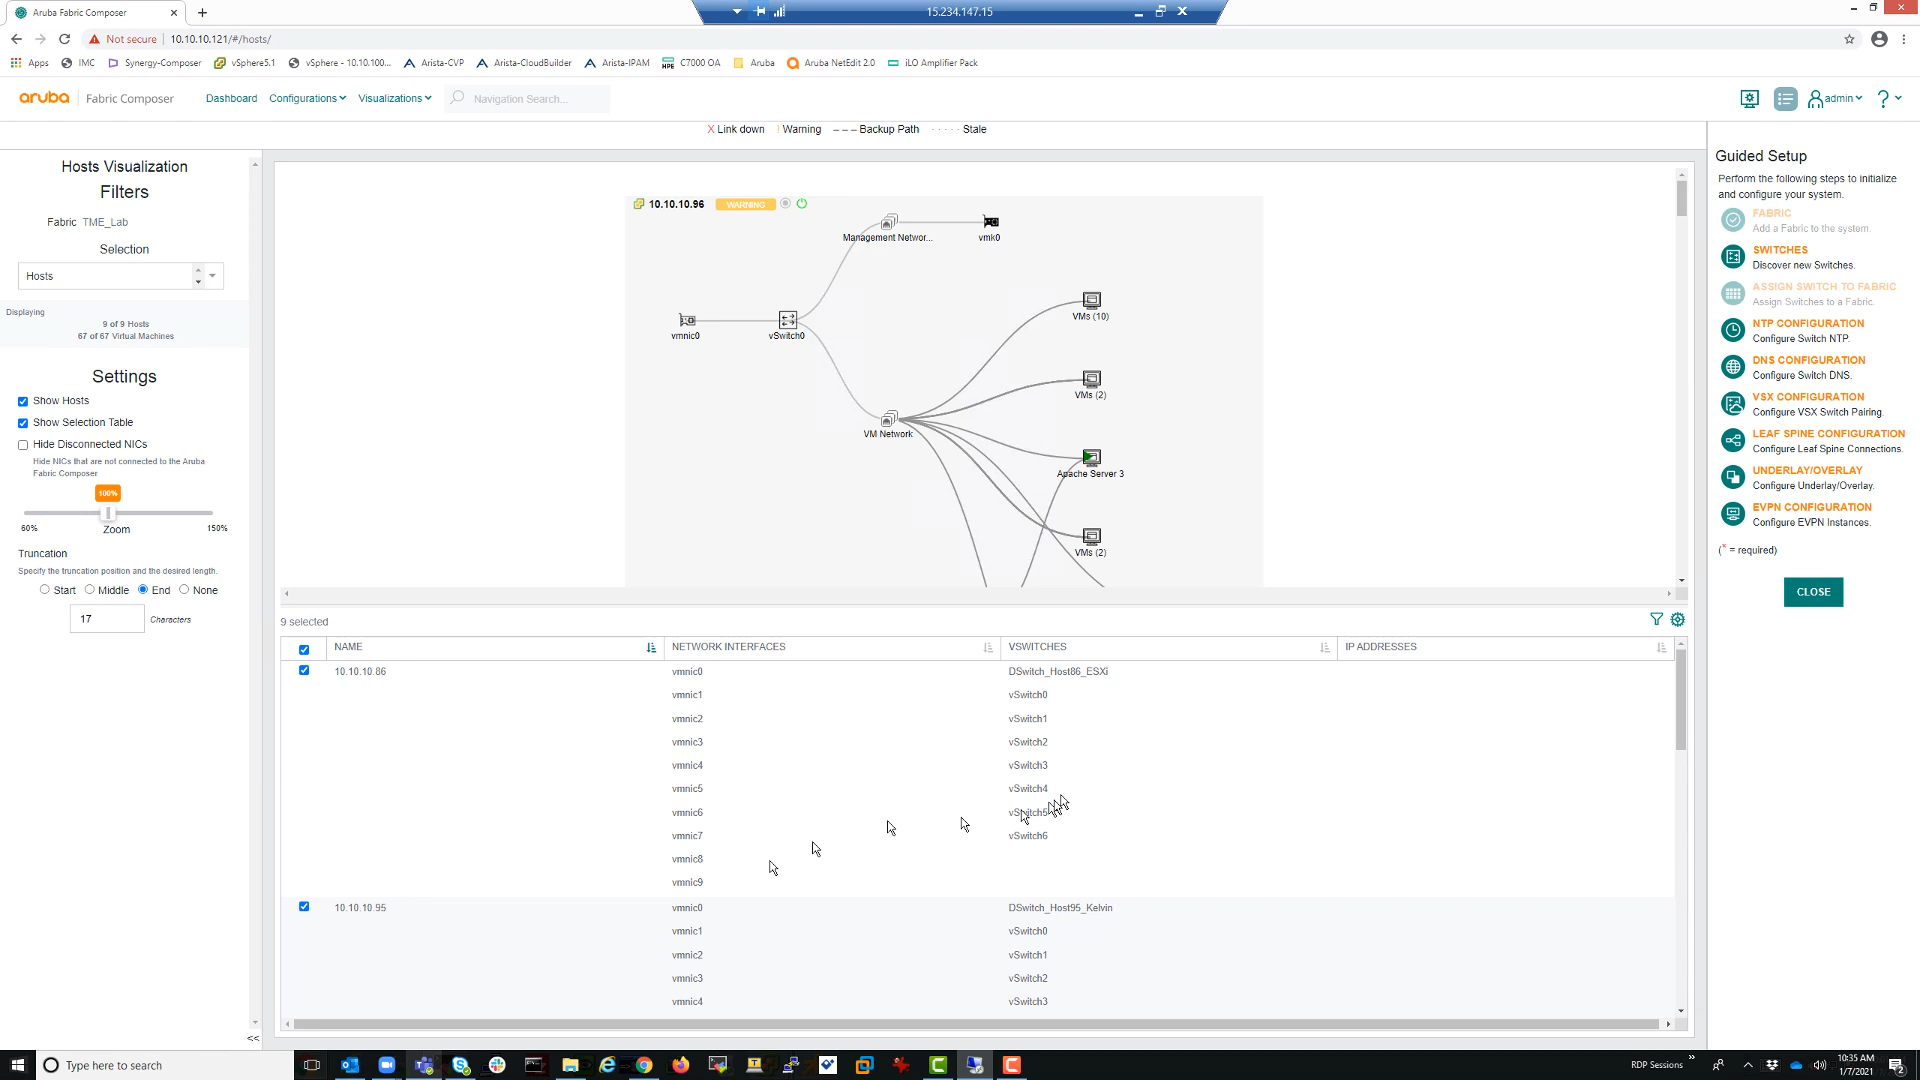 Aruba Fabric Composer
15.234.147.15
Not secure
10.10.10.121/#/hosts/
Apps
IMC
Synergy-Composer
vSphere5.1
vSphere - 10.10.100...
Arista-CVP
Arista-CloudBuilder
Arista-IPAM
HPE
C7000 OA
Aruba
Aruba NetEdit 2.0
iLO Amplifier Pack
aruba
Fabric Composer
Dashboard
Configurations
Visualizations
Navigation Search...
admin
?
X Link down
! Warning
Backup Path
Stale
Hosts Visualization
Filters
Fabric TME_Lab
Selection
Hosts
Displaying
9 of 9 Hosts
67 of 67 Virtual Machines
Settings
Show Hosts
Show Selection Table
Hide Disconnected NICs
Hide NICs that are not connected to the Aruba
Fabric Composer
100%
60%
Zoom
150%
Truncation
Specify the truncation position and the desired length.
Start
Middle
End
None
17
Characters
<<
10.10.10.96
WARNING
Management Networ...
vmk0
vmnic0
vSwitch0
VMs (10)
VMs (2)
VM Network
Apache Server 3
VMs (2)
9 selected
NAME
NETWORK INTERFACES
VSWITCHES
IP ADDRESSES
10.10.10.86
vmnic0
DSwitch_Host86_ESXi
vmnic1
vSwitch0
vmnic2
vSwitch1
vmnic3
vSwitch2
vmnic4
vSwitch3
vmnic5
vSwitch4
vmnic6
vSwitch5
vmnic7
vSwitch6
vmnic8
vmnic9
10.10.10.95
vmnic0
DSwitch_Host95_Kelvin
vmnic1
vSwitch0
vmnic2
vSwitch1
vmnic3
vSwitch2
vmnic4
vSwitch3
Guided Setup
Perform the following steps to initialize
and configure your system.
FABRIC
Add a Fabric to the system.
SWITCHES
Discover new Switches.
ASSIGN SWITCH TO FABRIC
Assign Switches to a Fabric.
NTP CONFIGURATION
Configure Switch NTP.
DNS CONFIGURATION
Configure Switch DNS.
VSX CONFIGURATION
Configure VSX Switch Pairing.
LEAF SPINE CONFIGURATION
Configure Leaf Spine Connections.
UNDERLAY/OVERLAY
Configure Underlay/Overlay.
EVPN CONFIGURATION
Configure EVPN Instances.
(* = required)
CLOSE
Type here to search
RDP Sessions
10:35 AM
1/7/2021
2